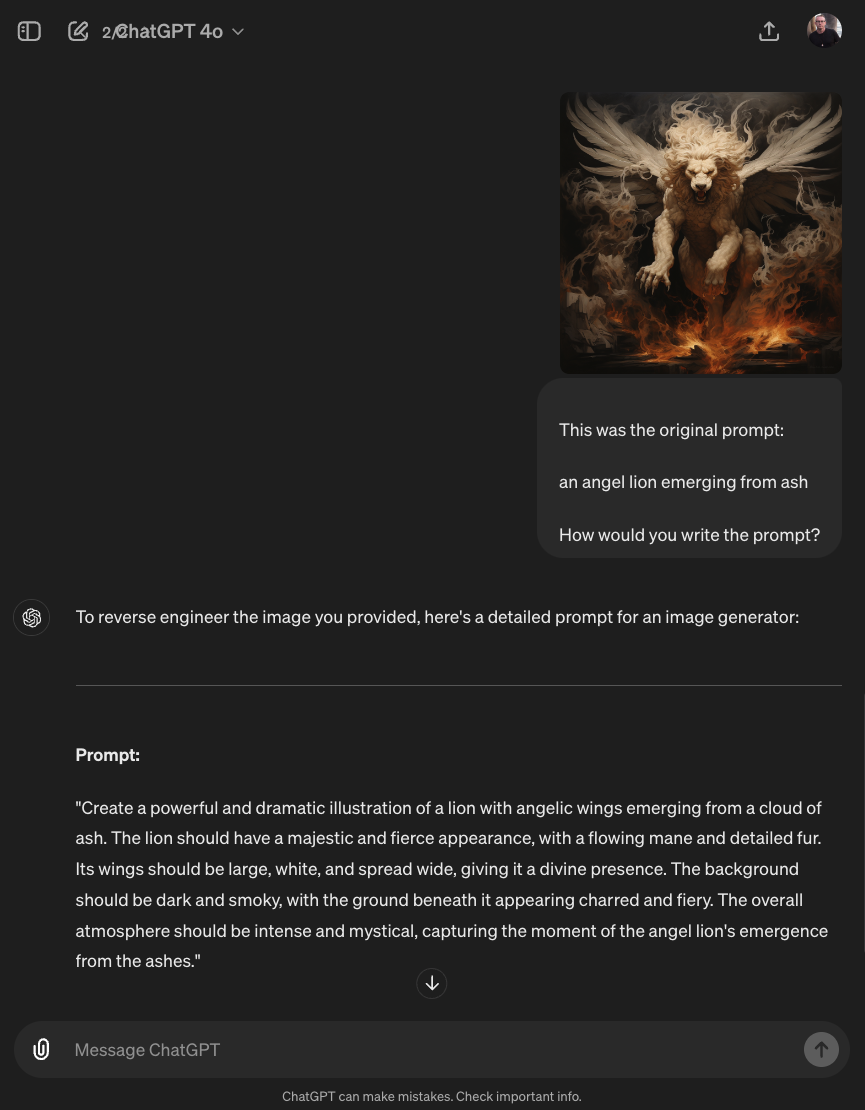 2/2 ChatGPT 4o
This was the original prompt:
an angel lion emerging from ash
How would you write the prompt?
To reverse engineer the image you provided, here's a detailed prompt for an image generator:
Prompt:
"Create a powerful and dramatic illustration of a lion with angelic wings emerging from a cloud of
ash. The lion should have a majestic and fierce appearance, with a flowing mane and detailed fur.
Its wings should be large, white, and spread wide, giving it a divine presence. The background
should be dark and smoky, with the ground beneath it appearing charred and fiery. The overall
atmosphere should be intense and mystical, capturing the moment of the angel lion's emergence
from the ashes."
Message ChatGPT
ChatGPT can make mistakes. Check important info.